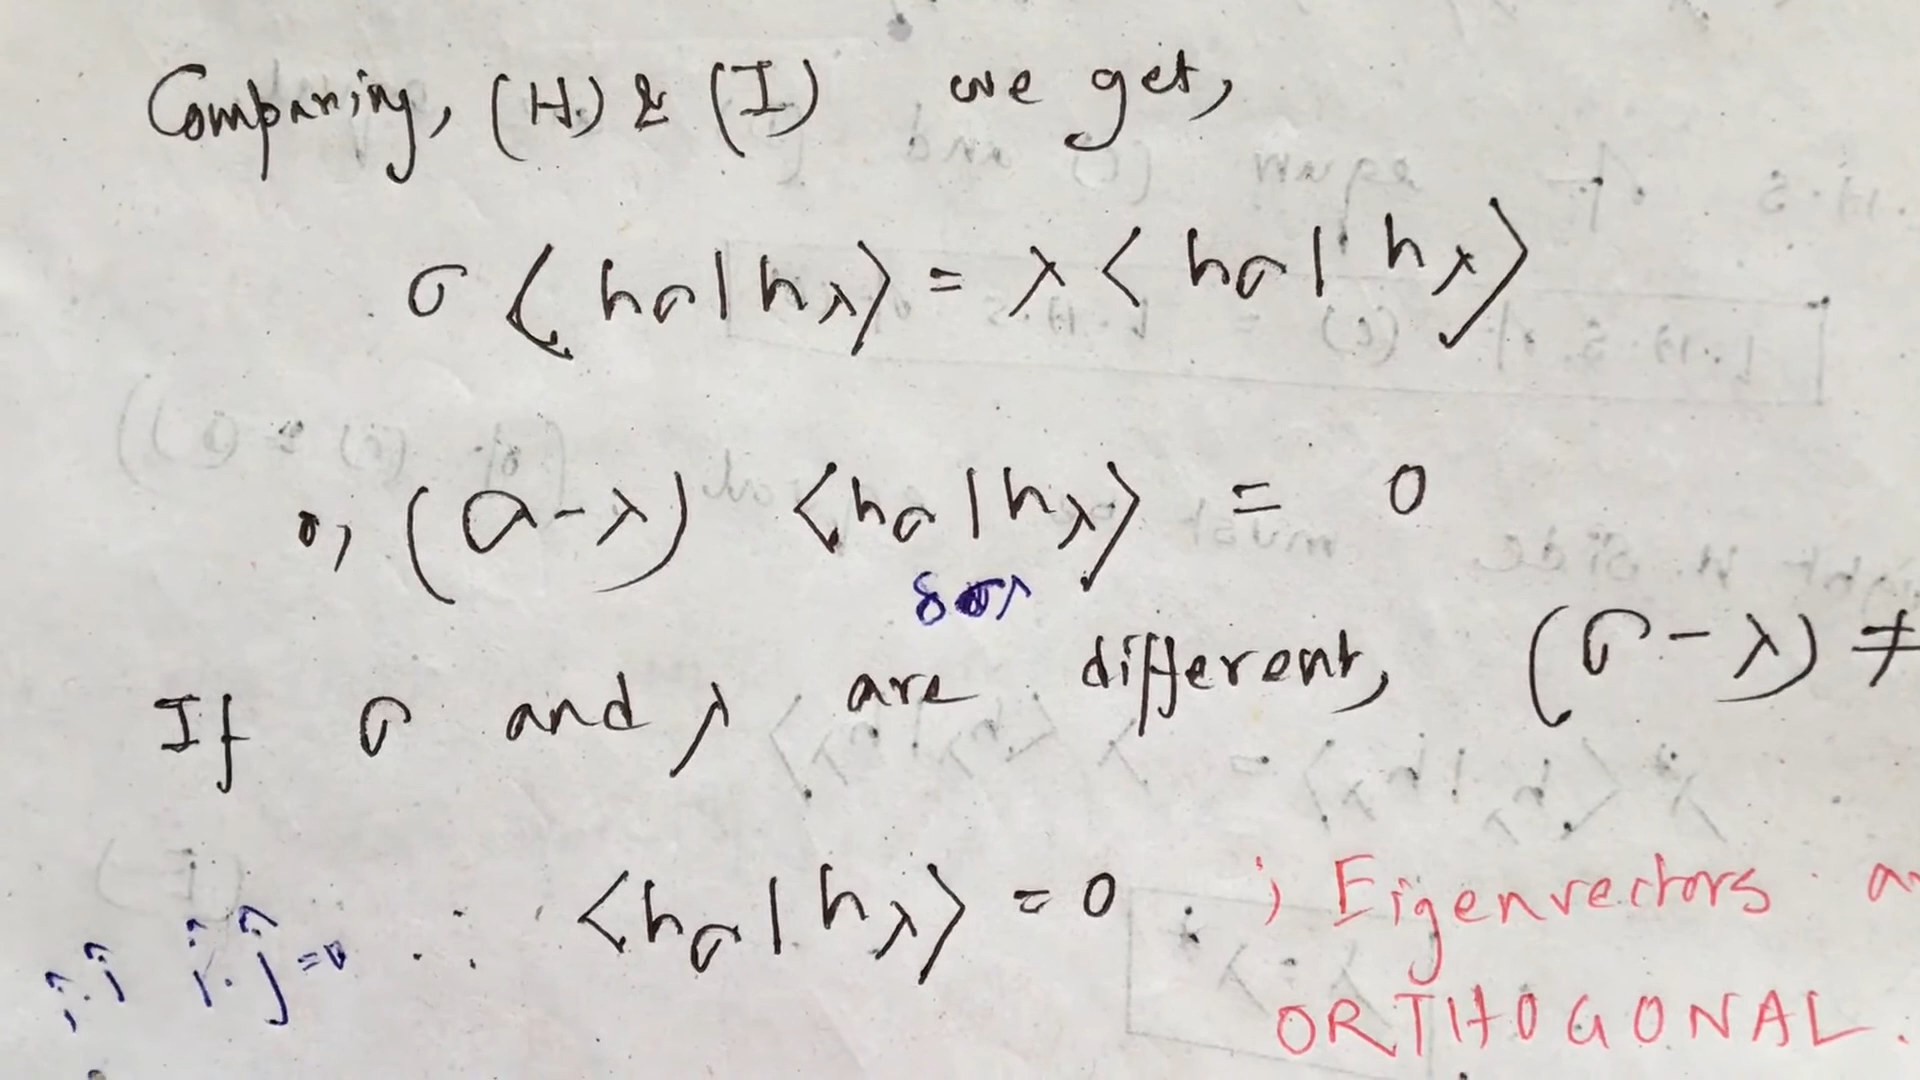 Comparing, (H) & (I) we get,
σ ⟨hσ|hλ⟩ = λ ⟨hσ|hλ⟩
or, (σ-λ) ⟨hσ|hλ⟩ = 0
δσλ
If σ and λ are different, (σ-λ) ≠
∴ ⟨hσ|hλ⟩ = 0 ; Eigenvectors
î.î î.ĵ=0
ORTHOGONAL.